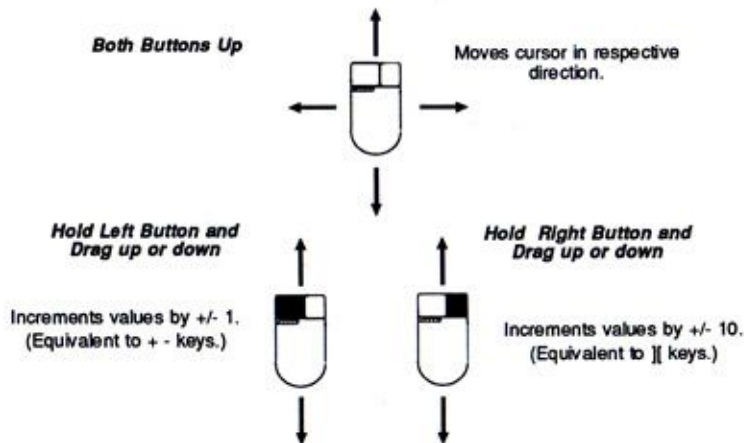 Both Buttons Up
Moves cursor in respective
direction.
Hold Left Button and
Drag up or down
Increments values by +/- 1.
(Equivalent to + - keys.)
Hold Right Button and
Drag up or down
Increments values by +/- 10.
(Equivalent to ][ keys.)